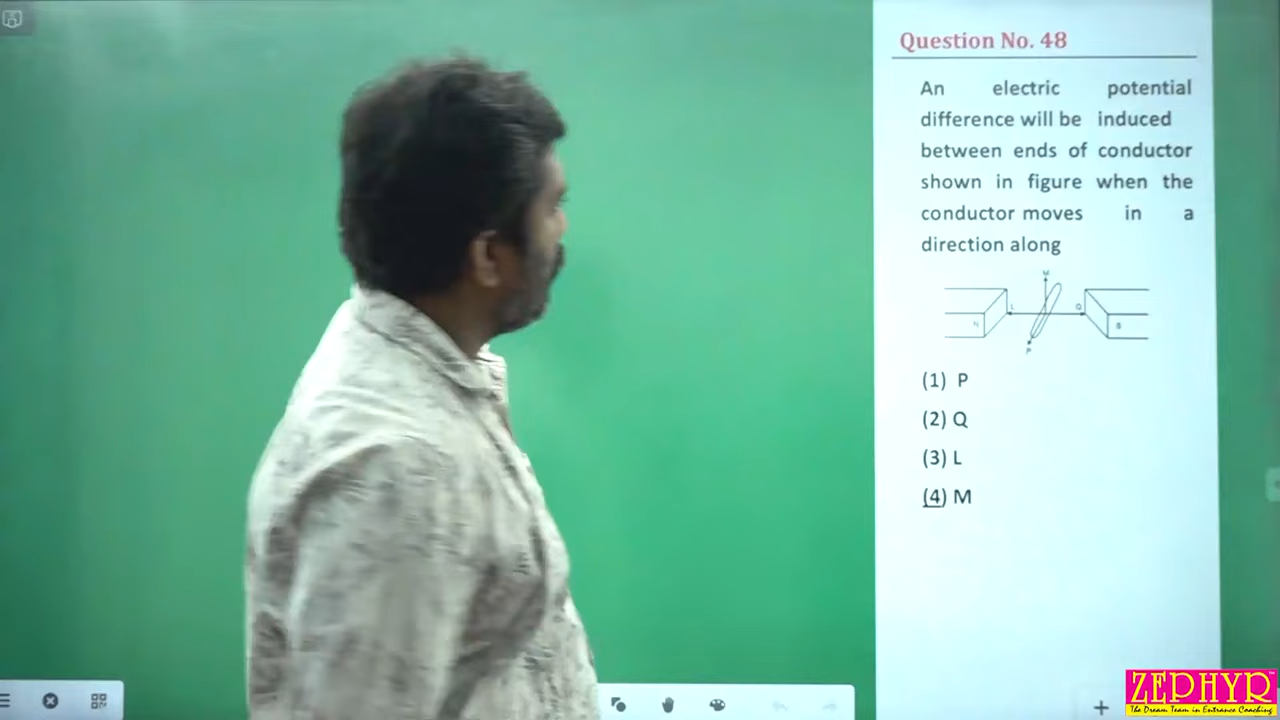 Question No. 48
An electric potential
difference will be induced
between ends of conductor
shown in figure when the
conductor moves in a
direction along
M
L
Q
N
S
P
(1) P
(2) Q
(3) L
(4) M
ZEPHYR
The Dream Team in Entrance Coaching